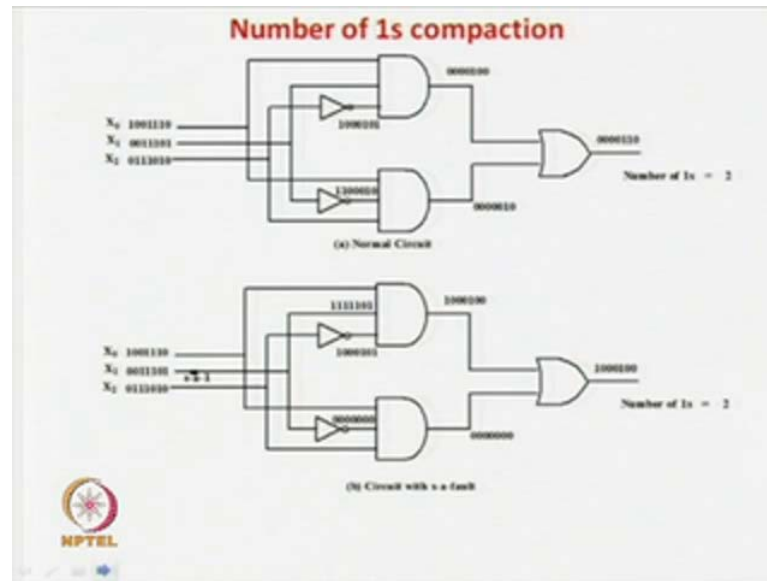 Number of 1s compaction
0000100
X₀ 1001110
X₁ 0011101
X₂ 0111010
1000101
0000110
Number of 1s = 2
1100010
0000010
(a) Normal Circuit
1000100
1111101
X₀ 1001110
X₁ 0011101
s-a-1
X₂ 0111010
1000101
1000100
Number of 1s = 2
0000000
0000000
(b) Circuit with s-a-fault
NPTEL